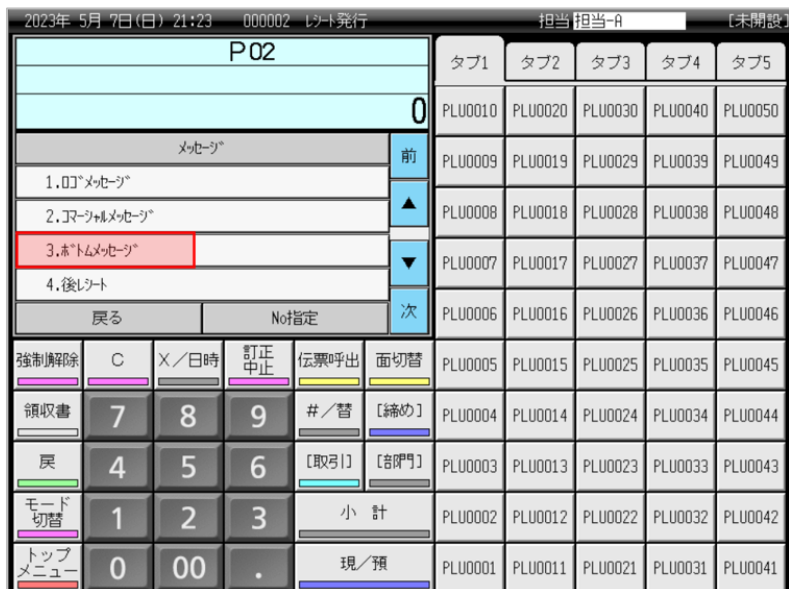 2023年 5月 7日(日) 21:23 000002 ﾚｼｰﾄ発行 担当 担当-A [未開設]
P02
0
タブ1 タブ2 タブ3 タブ4 タブ5
ﾒｯｾｰｼﾞ 前
1.ﾛｺﾞﾒｯｾｰｼﾞ
2.ｺﾏｰｼｬﾙﾒｯｾｰｼﾞ ▲
3.ﾎﾞﾄﾑﾒｯｾｰｼﾞ ▼
4.後ﾚｼｰﾄ
戻る No指定 次
PLU0010 PLU0020 PLU0030 PLU0040 PLU0050
PLU0009 PLU0019 PLU0029 PLU0039 PLU0049
PLU0008 PLU0018 PLU0028 PLU0038 PLU0048
PLU0007 PLU0017 PLU0027 PLU0037 PLU0047
PLU0006 PLU0016 PLU0026 PLU0036 PLU0046
強制解除 C X/日時 訂正 伝票呼出 面切替 PLU0005 PLU0015 PLU0025 PLU0035 PLU0045
中止
領収書 7 8 9 #/替 [締め] PLU0004 PLU0014 PLU0024 PLU0034 PLU0044
戻 4 5 6 [取引] [部門] PLU0003 PLU0013 PLU0023 PLU0033 PLU0043
モード 1 2 3 小 計 PLU0002 PLU0012 PLU0022 PLU0032 PLU0042
切替
トップ 0 00 . 現/預 PLU0001 PLU0011 PLU0021 PLU0031 PLU0041
メニュー